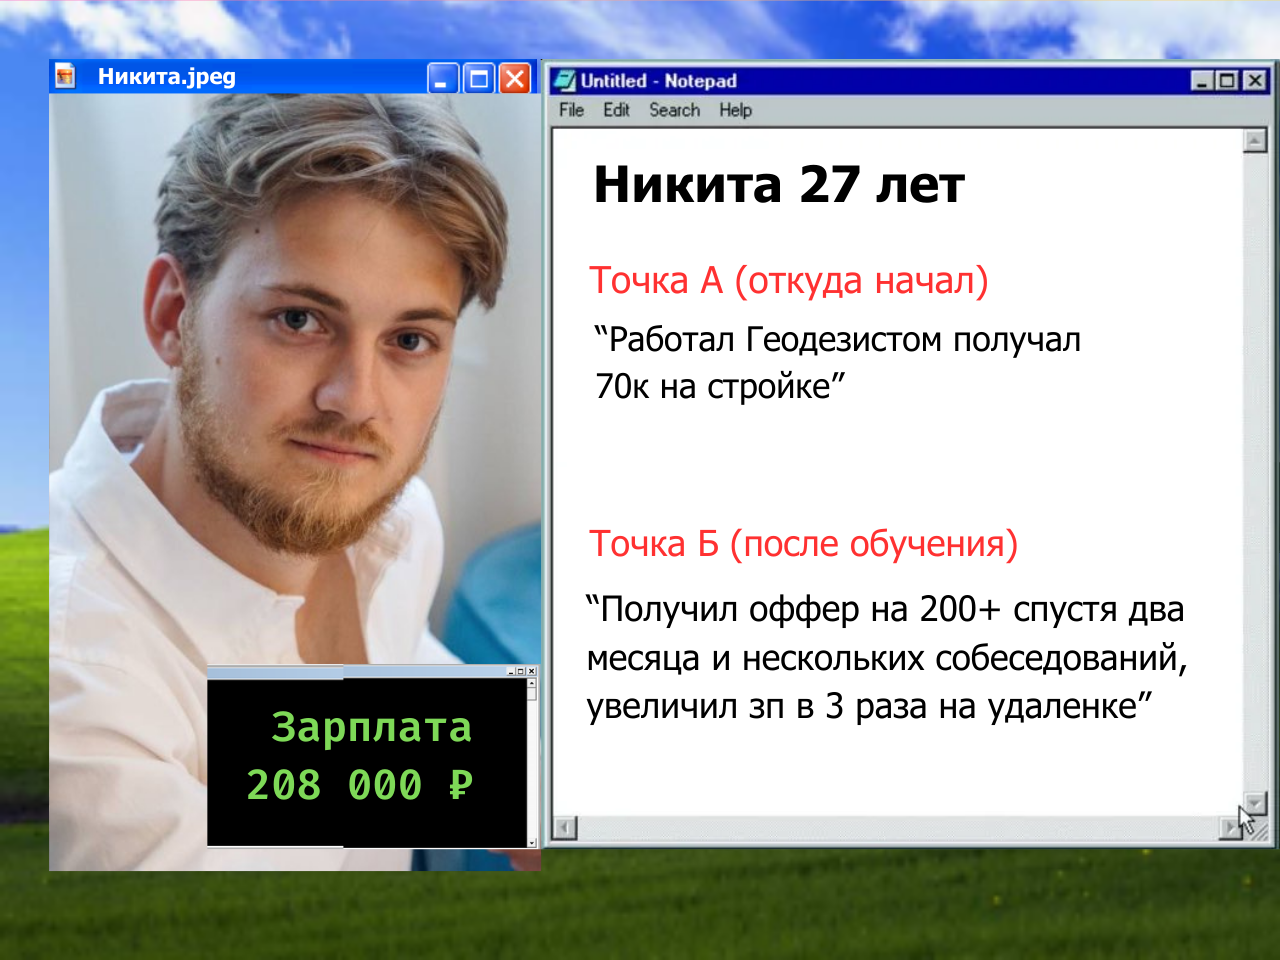 Никита.jpeg
Untitled - Notepad
File Edit Search Help
Никита 27 лет
Точка А (откуда начал)
“Работал Геодезистом получал
70к на стройке”
Точка Б (после обучения)
“Получил оффер на 200+ спустя два
месяца и нескольких собеседований,
увеличил зп в 3 раза на удаленке”
Зарплата
208 000 ₽